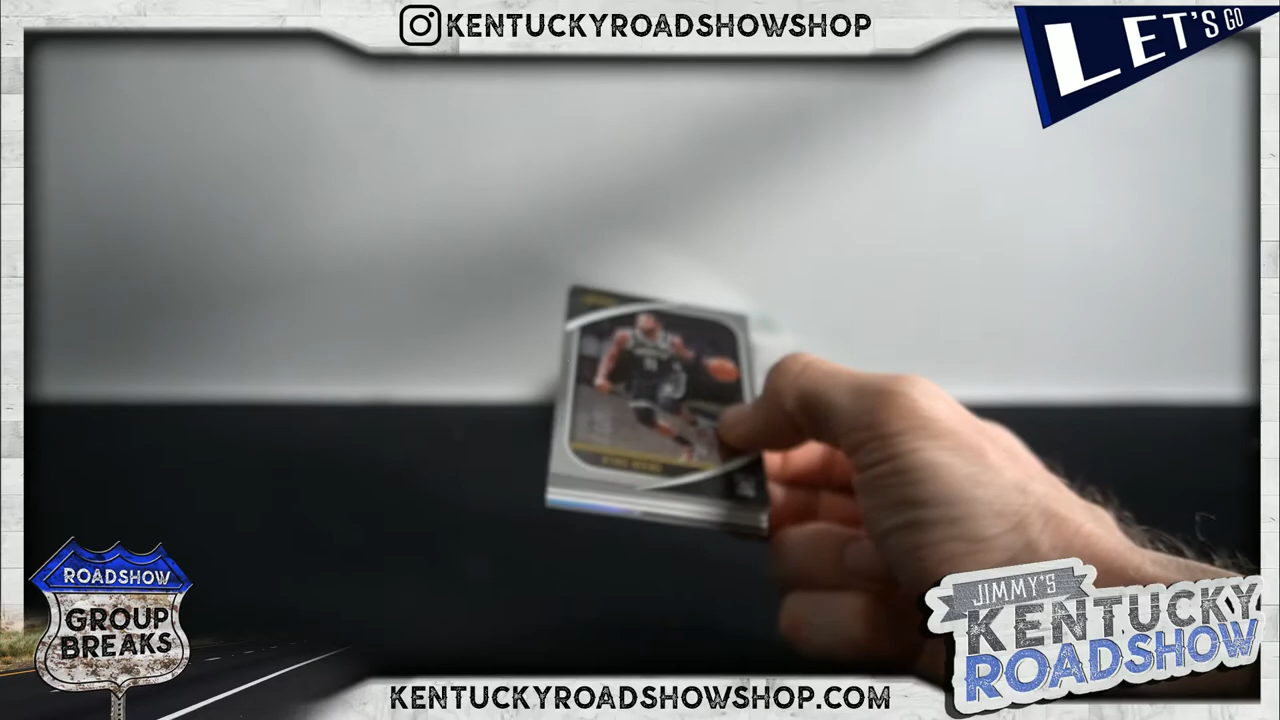 KENTUCKYROADSHOWSHOP
LET'S GO
ROADSHOW
GROUP
BREAKS
JIMMY'S
KENTUCKY
ROADSHOW
KENTUCKYROADSHOWSHOP.COM